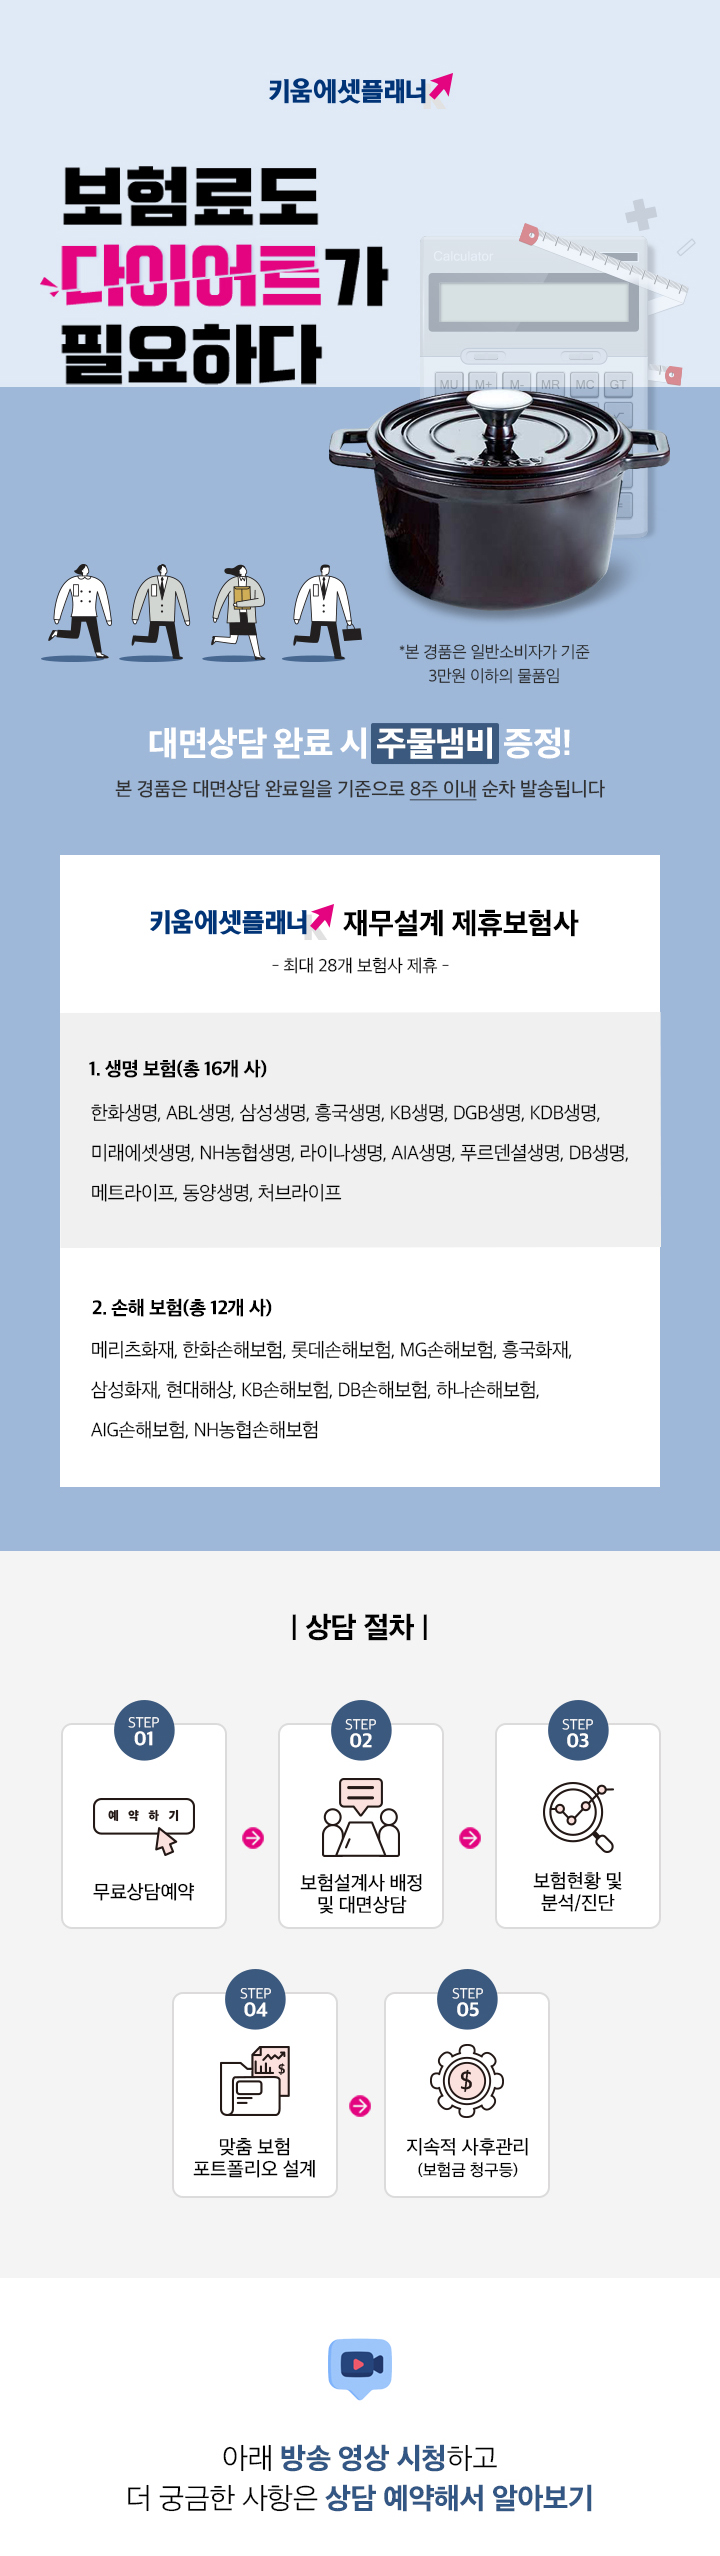 키움에셋플래너
보험료도
다이어트가
필요하다
Calculator
MU M+ M- MR MC GT
*본 경품은 일반소비자가 기준
3만원 이하의 물품임
대면상담 완료 시 주물냄비 증정!
본 경품은 대면상담 완료일을 기준으로 8주 이내 순차 발송됩니다
키움에셋플래너 재무설계 제휴보험사
- 최대 28개 보험사 제휴 -
1. 생명 보험(총 16개 사)
한화생명, ABL생명, 삼성생명, 흥국생명, KB생명, DGB생명, KDB생명,
미래에셋생명, NH농협생명, 라이나생명, AIA생명, 푸르덴셜생명, DB생명,
메트라이프, 동양생명, 처브라이프
2. 손해 보험(총 12개 사)
메리츠화재, 한화손해보험, 롯데손해보험, MG손해보험, 흥국화재,
삼성화재, 현대해상, KB손해보험, DB손해보험, 하나손해보험,
AIG손해보험, NH농협손해보험
| 상담 절차 |
STEP
01
예약하기
무료상담예약
STEP
02
보험설계사 배정
및 대면상담
STEP
03
보험현황 및
분석/진단
STEP
04
맞춤 보험
포트폴리오 설계
STEP
05
지속적 사후관리
(보험금 청구등)
아래 방송 영상 시청하고
더 궁금한 사항은 상담 예약해서 알아보기